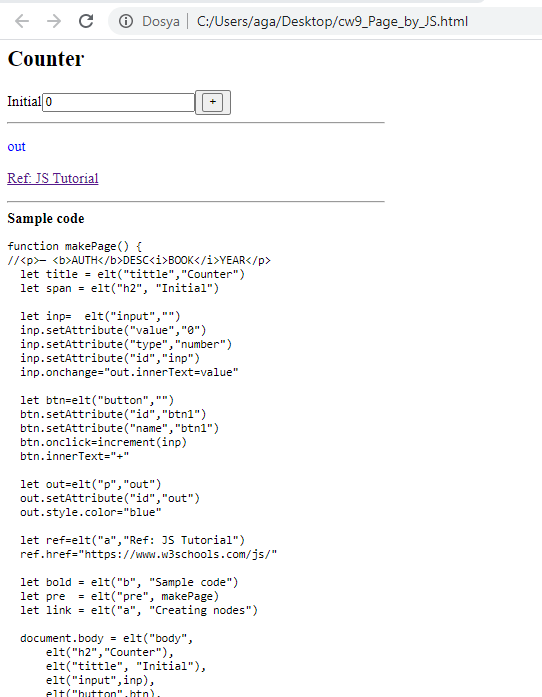 Dosya | C:/Users/aga/Desktop/cw9_Page_by_JS.html
Counter
Initial 0 +
out
Ref: JS Tutorial
Sample code
function makePage() {
//<p>— <b>AUTH</b>DESC<i>BOOK</i>YEAR</p>
  let title = elt("tittle","Counter")
  let span = elt("h2", "Initial")

  let inp=  elt("input","")
  inp.setAttribute("value","0")
  inp.setAttribute("type","number")
  inp.setAttribute("id","inp")
  inp.onchange="out.innerText=value"

  let btn=elt("button","")
  btn.setAttribute("id","btn1")
  btn.setAttribute("name","btn1")
  btn.onclick=increment(inp)
  btn.innerText="+"

  let out=elt("p","out")
  out.setAttribute("id","out")
  out.style.color="blue"

  let ref=elt("a","Ref: JS Tutorial")
  ref.href="https://www.w3schools.com/js/"

  let bold = elt("b", "Sample code")
  let pre  = elt("pre", makePage)
  let link = elt("a", "Creating nodes")

  document.body = elt("body",
      elt("h2","Counter"),
      elt("tittle", "Initial"),
      elt("input",inp),
      elt("button",btn),